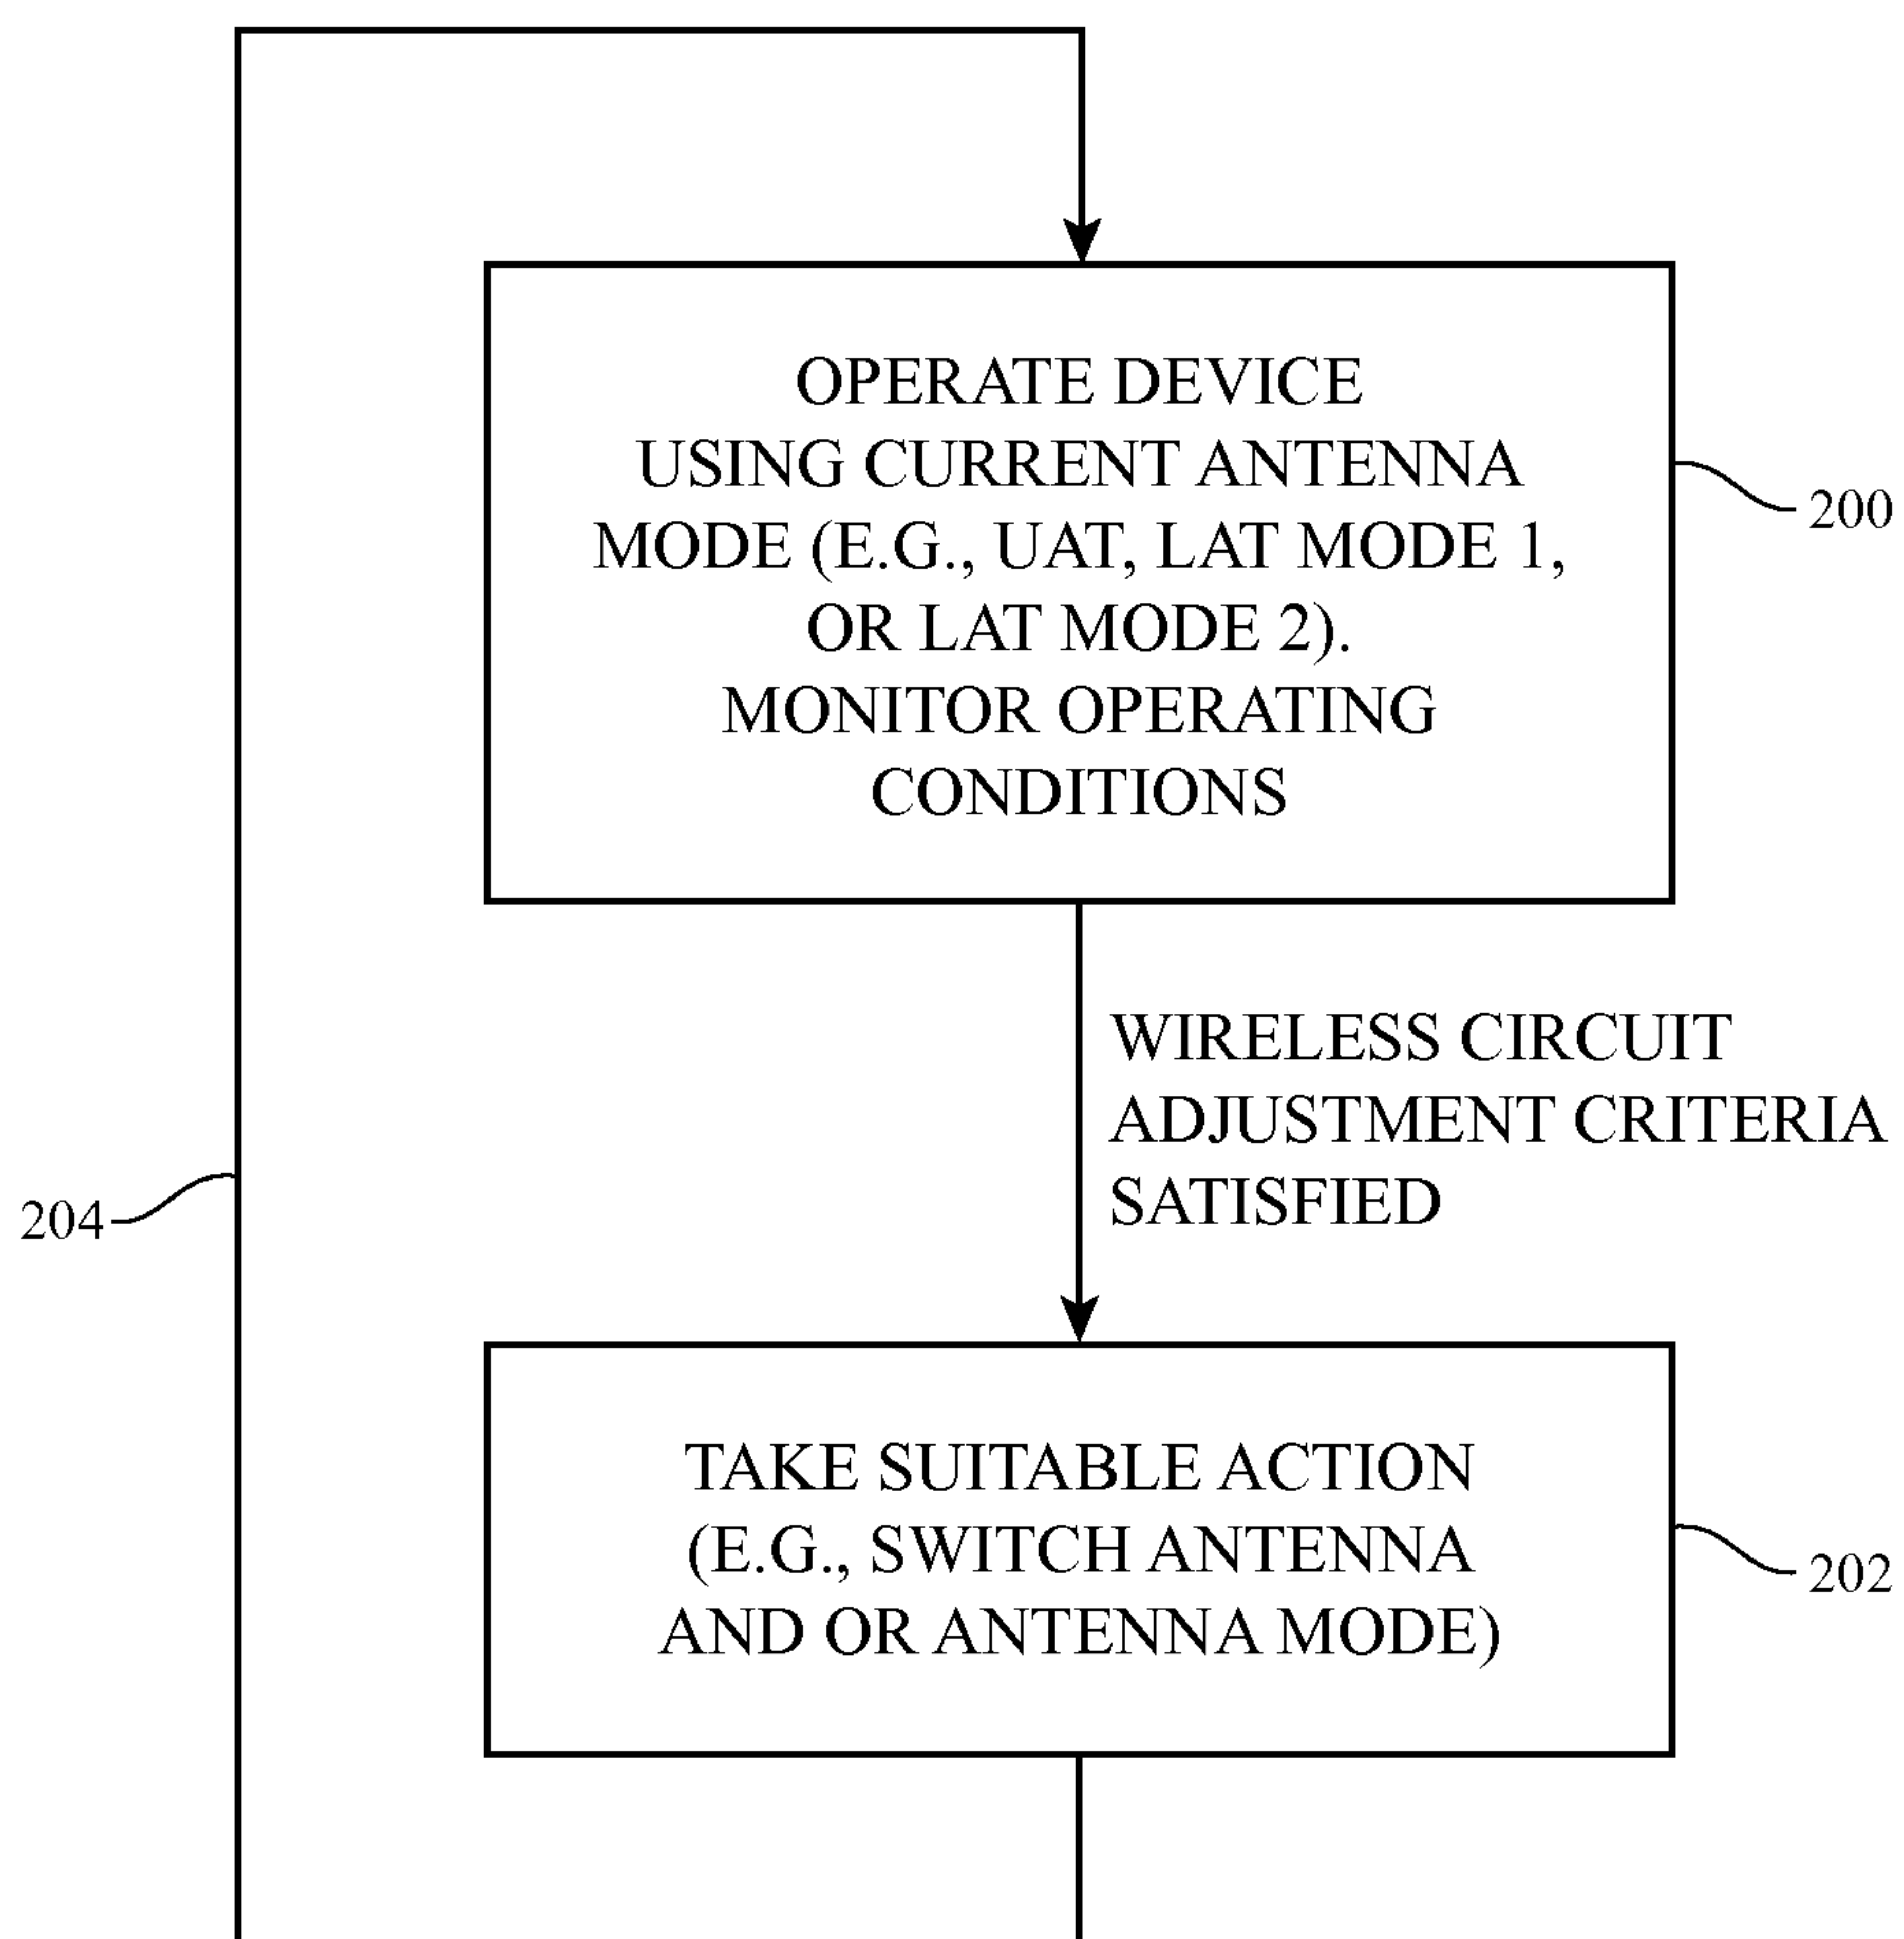 OPERATE DEVICE
USING CURRENT ANTENNA
MODE (E.G., UAT, LAT MODE 1,
OR LAT MODE 2).
MONITOR OPERATING
CONDITIONS
200
WIRELESS CIRCUIT
ADJUSTMENT CRITERIA
SATISFIED
204
TAKE SUITABLE ACTION
(E.G., SWITCH ANTENNA
AND OR ANTENNA MODE)
202